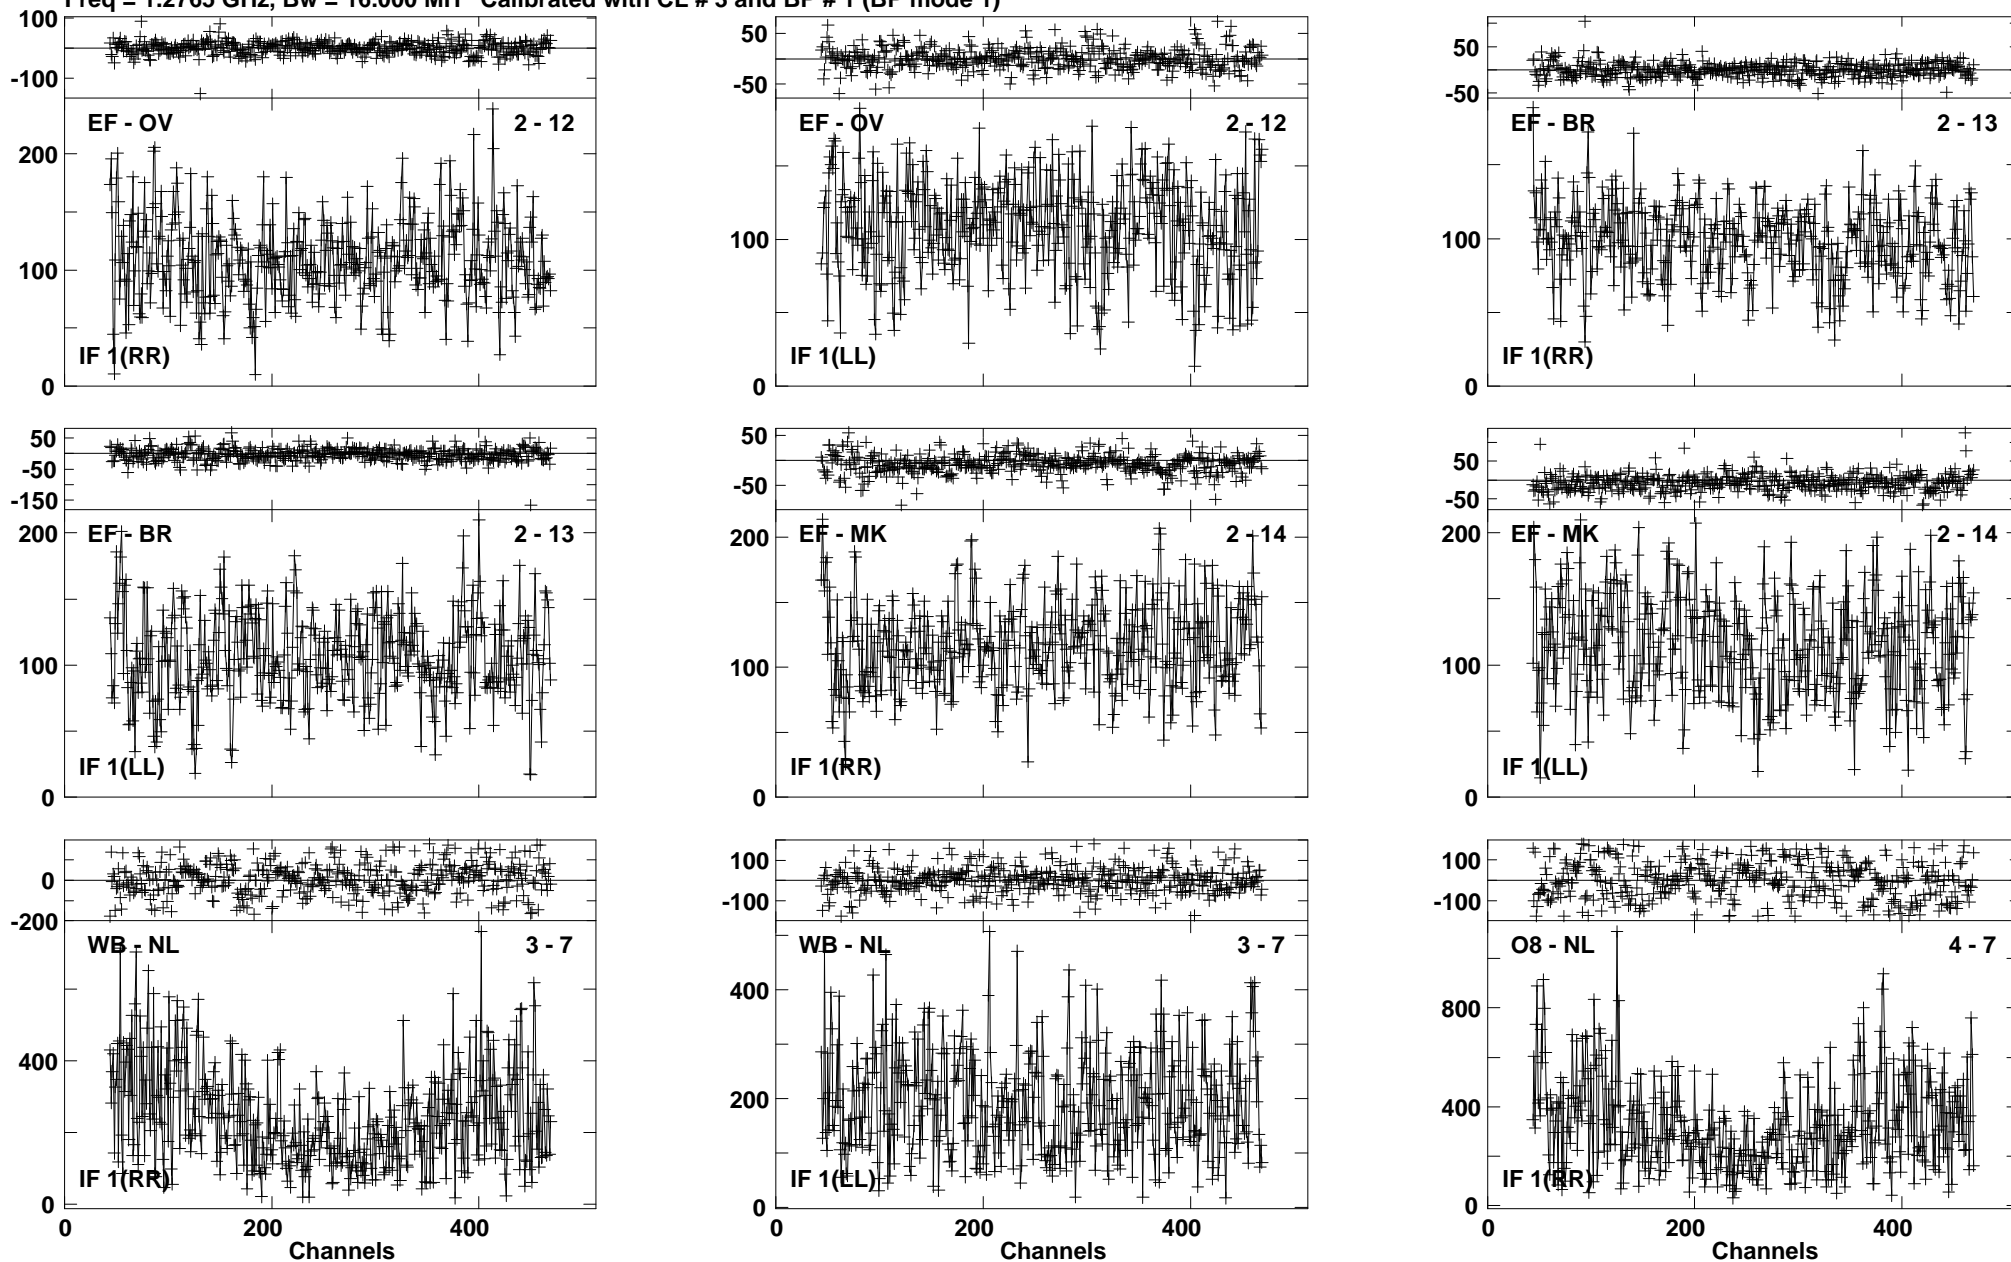 Freq = 1.2765 GHz, Bw = 16.000 MH Calibrated with CL # 3 and BP # 1 (BP mode 1)
100
-100
EF - OV 2 - 12
200
100
IF 1(RR)
0
50
-50
EF - OV 2 - 12
100
IF 1(LL)
0
50
-50
EF - BR 2 - 13
100
IF 1(RR)
0
50
-50
-150
EF - BR 2 - 13
200
100
IF 1(LL)
0
50
-50
EF - MK 2 - 14
200
100
IF 1(RR)
0
50
-50
EF - MK 2 - 14
200
100
IF 1(LL)
0
0
-200
WB - NL 3 - 7
400
IF 1(RR)
0
0 200 400
Channels
100
-100
WB - NL 3 - 7
400
200
IF 1(LL)
0
0 200 400
100
-100
O8 - NL 4 - 7
800
400
IF 1(RR)
0
0 200 400
Channels